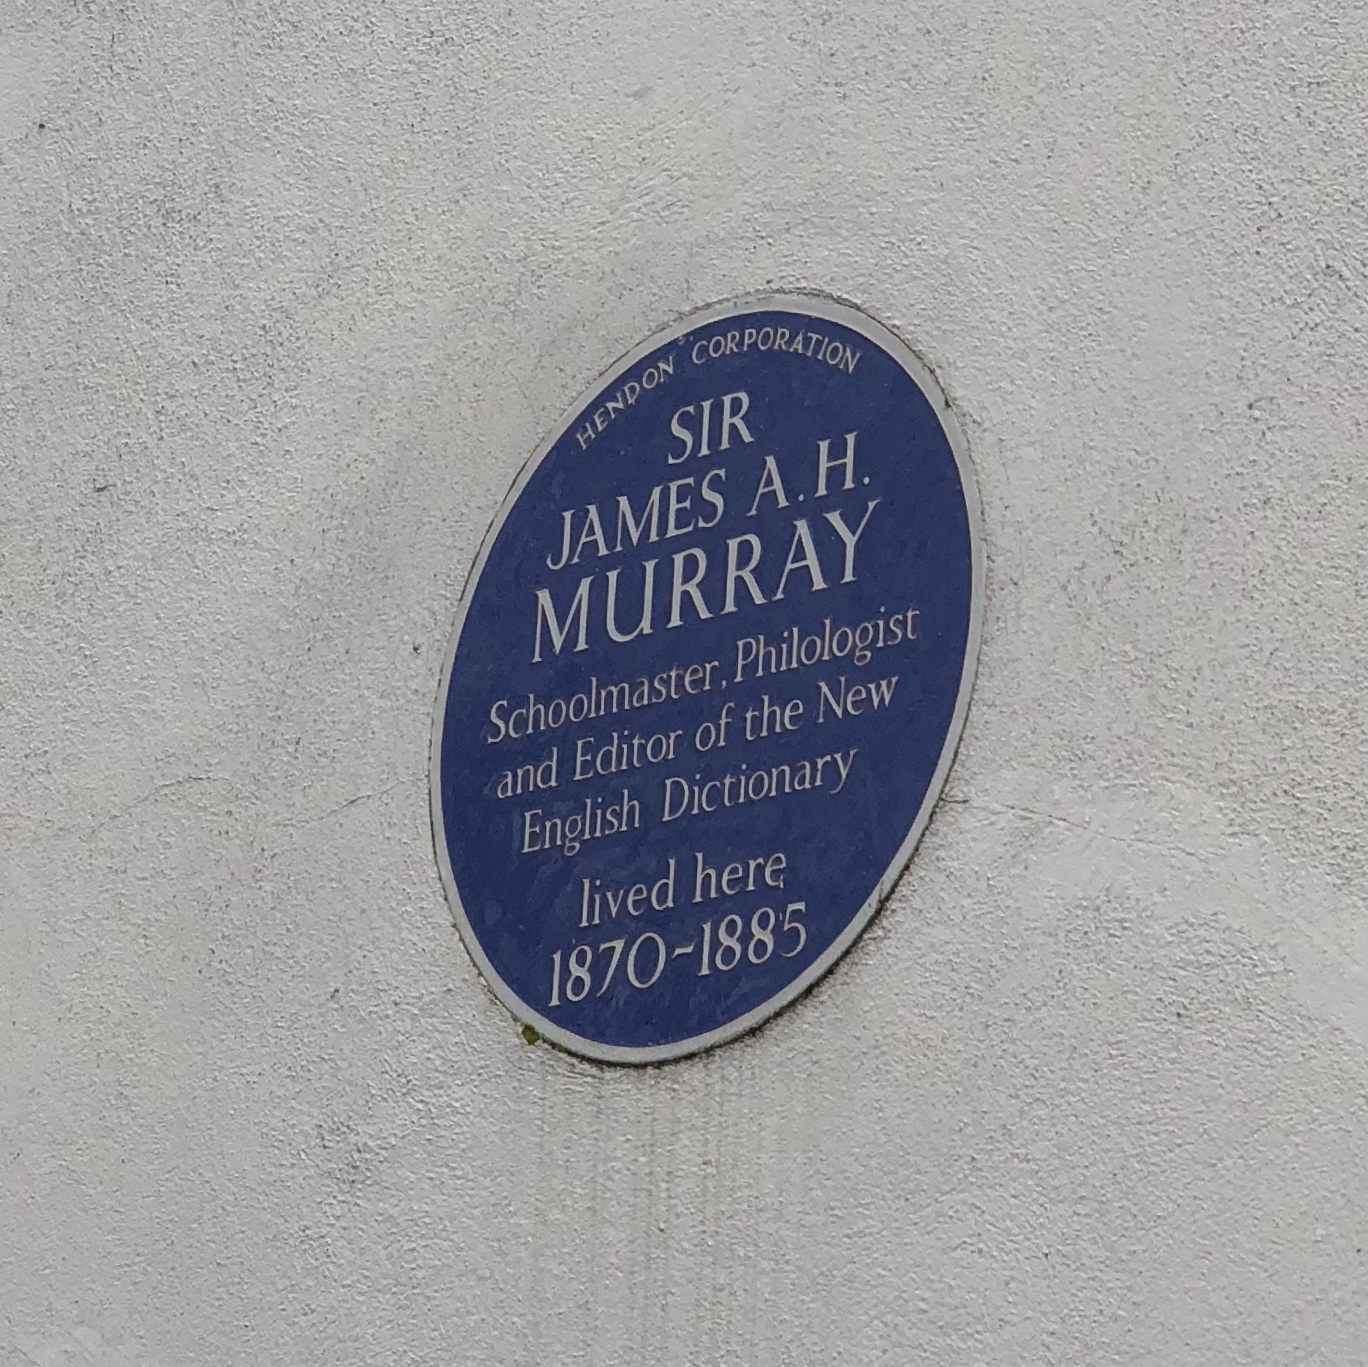 HENDON CORPORATION
SIR
JAMES A.H.
MURRAY
Schoolmaster, Philologist
and Editor of the New
English Dictionary
lived here
1870~1885